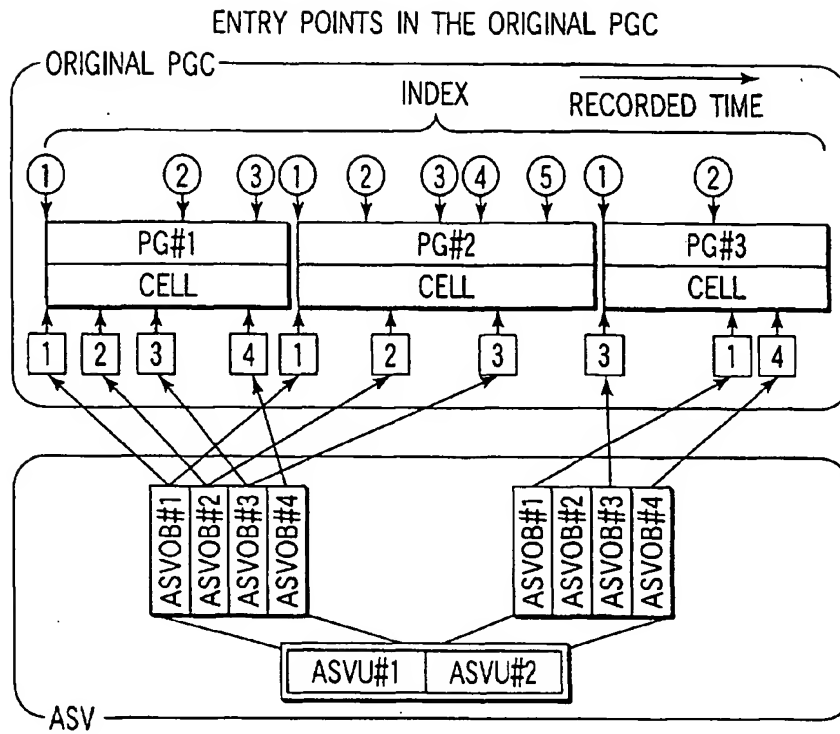 ENTRY POINTS IN THE ORIGINAL PGC
ORIGINAL PGC
INDEX
RECORDED TIME
1 2 3 1 2 3 4 5 1 2
PG#1 PG#2 PG#3
CELL CELL CELL
1 2 3 4 1 2 3 3 1 4
ASVOB#1 ASVOB#2 ASVOB#3 ASVOB#4 ASVOB#1 ASVOB#2 ASVOB#3 ASVOB#4
ASVU#1 ASVU#2
ASV